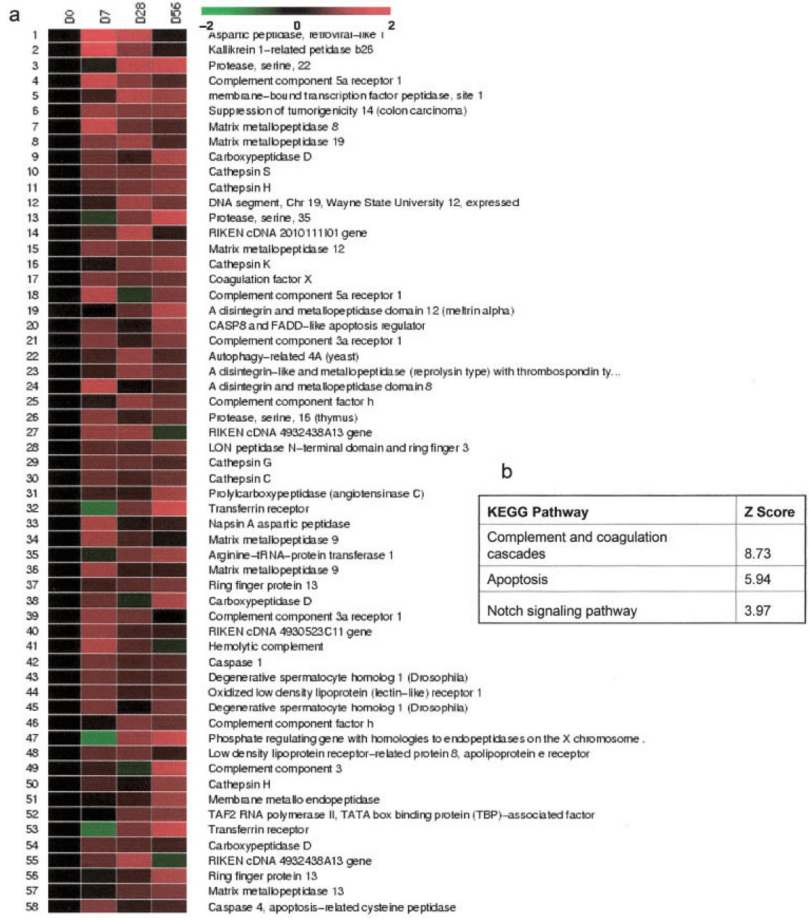 a
D0 D7 D28 D56
−2 0 2
1 Aspartic peptidase, retroviral−like 1
2 Kallikrein 1−related petidase b26
3 Protease, serine, 22
4 Complement component 5a receptor 1
5 membrane−bound transcription factor peptidase, site 1
6 Suppression of tumorigenicity 14 (colon carcinoma)
7 Matrix metallopeptidase 8
8 Matrix metallopeptidase 19
9 Carboxypeptidase D
10 Cathepsin S
11 Cathepsin H
12 DNA segment, Chr 19, Wayne State University 12, expressed
13 Protease, serine, 35
14 RIKEN cDNA 2010111I01 gene
15 Matrix metallopeptidase 12
16 Cathepsin K
17 Coagulation factor X
18 Complement component 5a receptor 1
19 A disintegrin and metallopeptidase domain 12 (meltrin alpha)
20 CASP8 and FADD−like apoptosis regulator
21 Complement component 3a receptor 1
22 Autophagy−related 4A (yeast)
23 A disintegrin−like and metallopeptidase (reprolysin type) with thrombospondin ty...
24 A disintegrin and metallopeptidase domain 8
25 Complement component factor h
26 Protease, serine, 16 (thymus)
27 RIKEN cDNA 4932438A13 gene
28 LON peptidase N−terminal domain and ring finger 3
29 Cathepsin G
30 Cathepsin C
31 Prolylcarboxypeptidase (angiotensinase C)
32 Transferrin receptor
33 Napsin A aspartic peptidase
34 Matrix metallopeptidase 9
35 Arginine−tRNA−protein transferase 1
36 Matrix metallopeptidase 9
37 Ring finger protein 13
38 Carboxypeptidase D
39 Complement component 3a receptor 1
40 RIKEN cDNA 4930523C11 gene
41 Hemolytic complement
42 Caspase 1
43 Degenerative spermatocyte homolog 1 (Drosophila)
44 Oxidized low density lipoprotein (lectin−like) receptor 1
45 Degenerative spermatocyte homolog 1 (Drosophila)
46 Complement component factor h
47 Phosphate regulating gene with homologies to endopeptidases on the X chromosome .
48 Low density lipoprotein receptor−related protein 8, apolipoprotein e receptor
49 Complement component 3
50 Cathepsin H
51 Membrane metallo endopeptidase
52 TAF2 RNA polymerase II, TATA box binding protein (TBP)−associated factor
53 Transferrin receptor
54 Carboxypeptidase D
55 RIKEN cDNA 4932438A13 gene
56 Ring finger protein 13
57 Matrix metallopeptidase 13
58 Caspase 4, apoptosis−related cysteine peptidase
b
KEGG Pathway Z Score
Complement and coagulation
cascades 8.73
Apoptosis 5.94
Notch signaling pathway 3.97